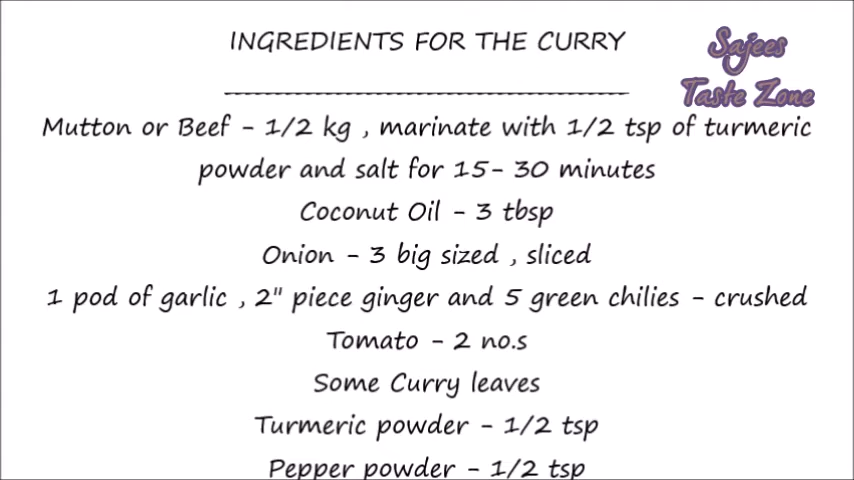 INGREDIENTS FOR THE CURRY
Sajees
Taste Zone
Mutton or Beef - 1/2 kg , marinate with 1/2 tsp of turmeric
powder and salt for 15- 30 minutes
Coconut Oil - 3 tbsp
Onion - 3 big sized , sliced
1 pod of garlic , 2" piece ginger and 5 green chilies - crushed
Tomato - 2 no.s
Some Curry leaves
Turmeric powder - 1/2 tsp
Pepper powder - 1/2 tsp